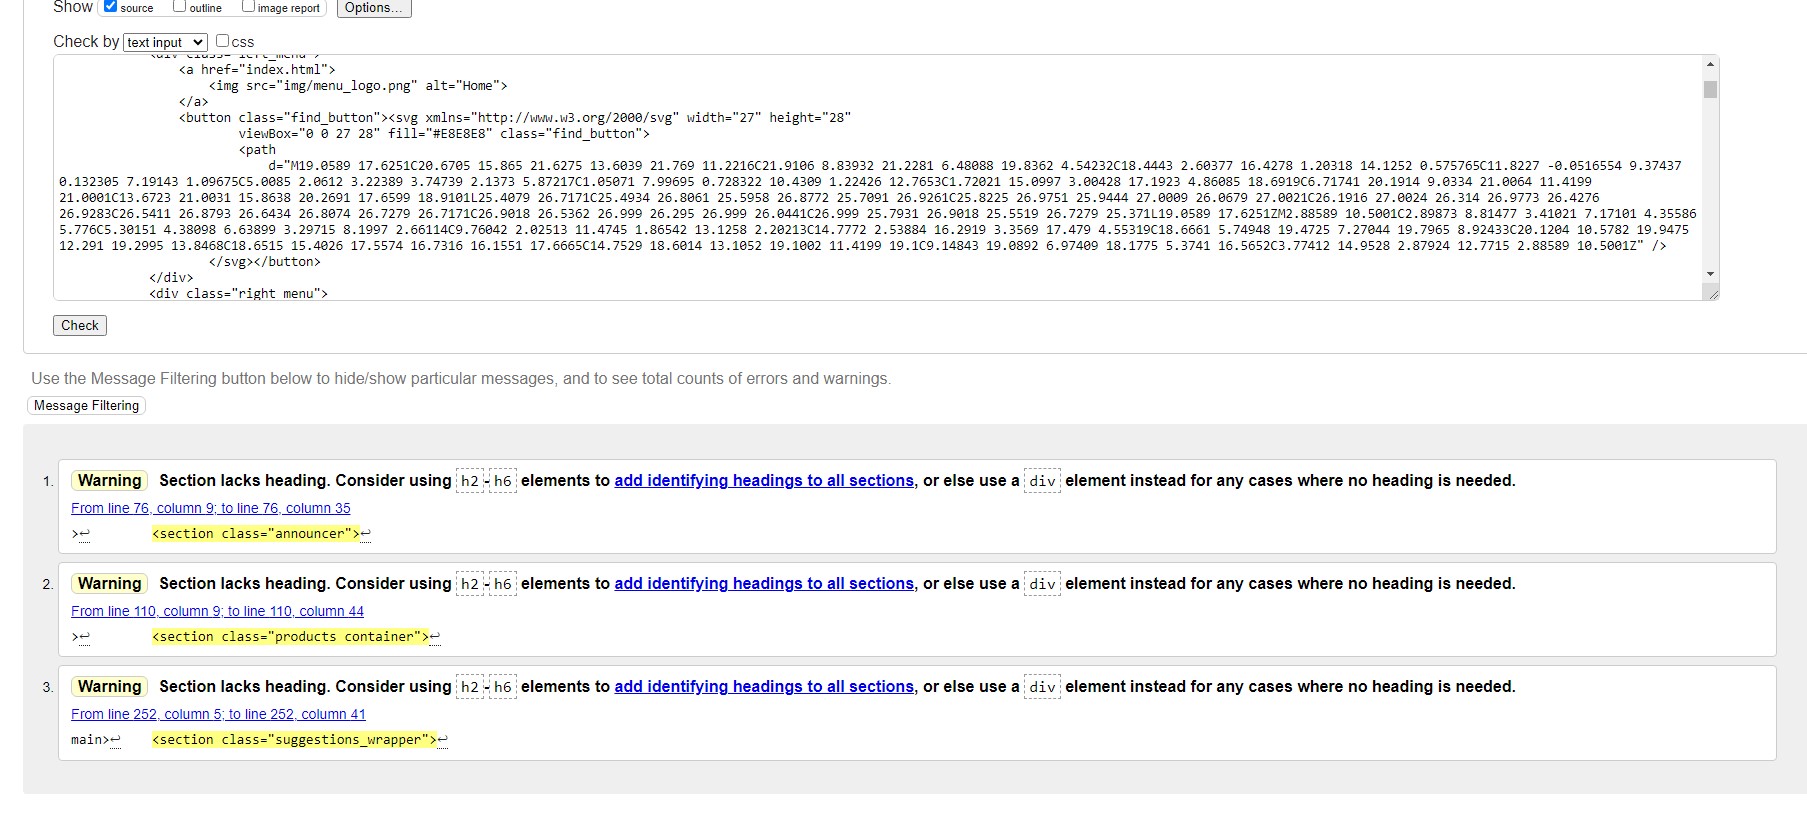 Show source outline image report Options...
Check by text input css
<div class="left_menu">
<a href="index.html">
<img src="img/menu_logo.png" alt="Home">
</a>
<button class="find_button"><svg xmlns="http://www.w3.org/2000/svg" width="27" height="28"
viewBox="0 0 27 28" fill="#E8E8E8" class="find_button">
<path
d="M19.0589 17.6251C20.6705 15.865 21.6275 13.6039 21.769 11.2216C21.9106 8.83932 21.2281 6.48088 19.8362 4.54232C18.4443 2.60377 16.4278 1.20318 14.1252 0.575765C11.8227 -0.0516554 9.37437
0.132305 7.19143 1.09675C5.0085 2.0612 3.22389 3.74739 2.1373 5.87217C1.05071 7.99695 0.728322 10.4309 1.22426 12.7653C1.72021 15.0997 3.00428 17.1923 4.86085 18.6919C6.71741 20.1914 9.0334 21.0064 11.4199
21.0001C13.6723 21.0031 15.8638 20.2691 17.6599 18.9101L25.4079 26.7171C25.4934 26.8061 25.5958 26.8772 25.7091 26.9261C25.8225 26.9751 25.9444 27.0009 26.0679 27.0021C26.1916 27.0024 26.314 26.9773 26.4276
26.9283C26.5411 26.8793 26.6434 26.8074 26.7279 26.7171C26.9018 26.5362 26.999 26.295 26.999 26.0441C26.999 25.7931 26.9018 25.5519 26.7279 25.371L19.0589 17.6251ZM2.88589 10.5001C2.89873 8.81477 3.41021 7.17101 4.35586
5.776C5.30151 4.38098 6.63899 3.29715 8.1997 2.66114C9.76042 2.02513 11.4745 1.86542 13.1258 2.20213C14.7772 2.53884 16.2919 3.3569 17.479 4.55319C18.6661 5.74948 19.4725 7.27044 19.7965 8.92433C20.1204 10.5782 19.9475
12.291 19.2995 13.8468C18.6515 15.4026 17.5574 16.7316 16.1551 17.6665C14.7529 18.6014 13.1052 19.1002 11.4199 19.1C9.14843 19.0892 6.97409 18.1775 5.3741 16.5652C3.77412 14.9528 2.87924 12.7715 2.88589 10.5001Z" />
</svg></button>
</div>
<div class="right_menu">
Check
Use the Message Filtering button below to hide/show particular messages, and to see total counts of errors and warnings.
Message Filtering
1. Warning Section lacks heading. Consider using h2-h6 elements to add identifying headings to all sections, or else use a div element instead for any cases where no heading is needed.
From line 76, column 9; to line 76, column 35
>↩ <section class="announcer">↩
2. Warning Section lacks heading. Consider using h2-h6 elements to add identifying headings to all sections, or else use a div element instead for any cases where no heading is needed.
From line 110, column 9; to line 110, column 44
>↩ <section class="products container">↩
3. Warning Section lacks heading. Consider using h2-h6 elements to add identifying headings to all sections, or else use a div element instead for any cases where no heading is needed.
From line 252, column 5; to line 252, column 41
main>↩ <section class="suggestions_wrapper">↩